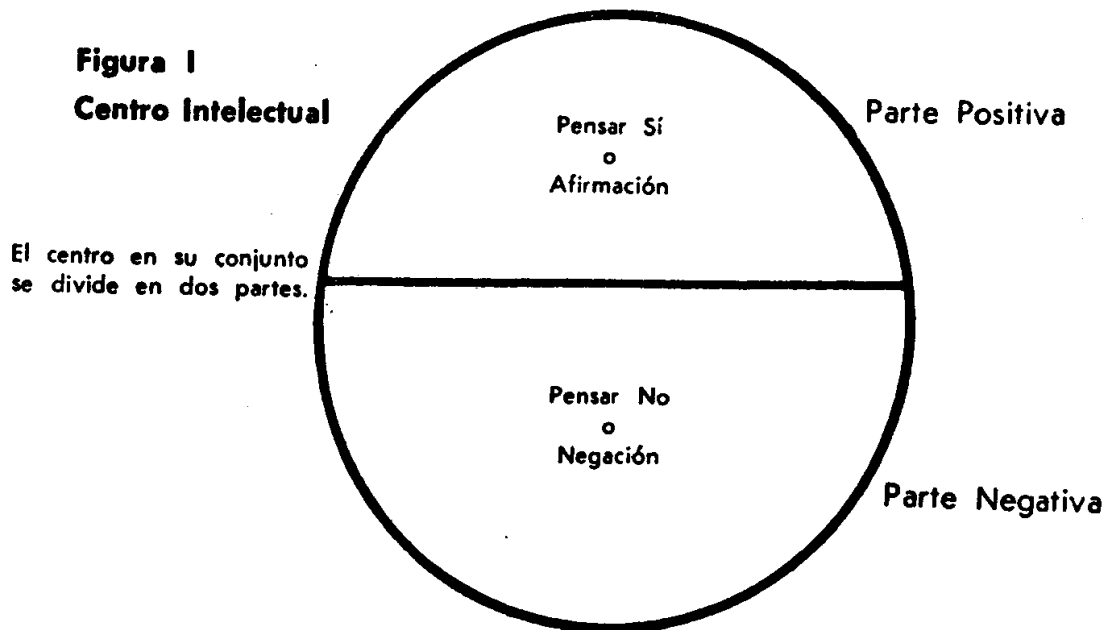 Figura I
Centro Intelectual
Pensar Sí
o
Afirmación
Parte Positiva
El centro en su conjunto
se divide en dos partes.
Pensar No
o
Negación
Parte Negativa